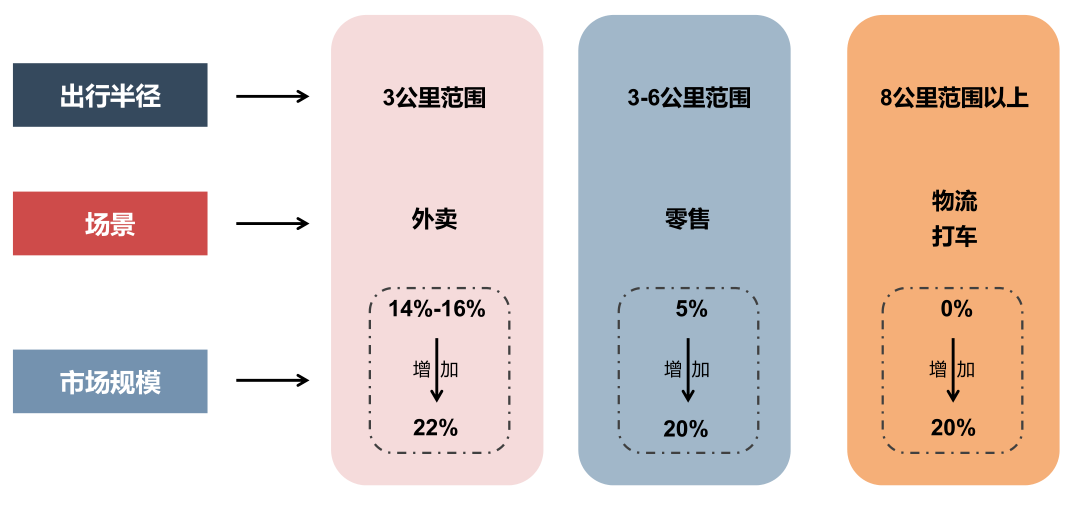 出行半径
3公里范围
3-6公里范围
8公里范围以上
场景
外卖
零售
物流
打车
市场规模
14%-16%
增加
22%
5%
增加
20%
0%
增加
20%